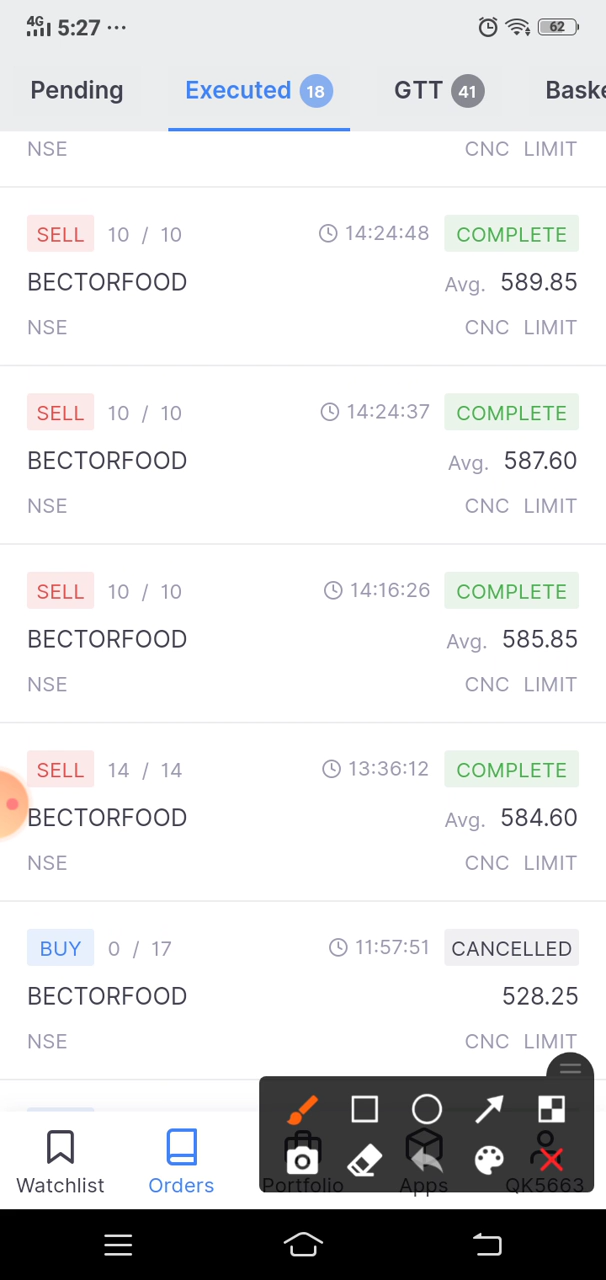 4G 5:27 ... 62
Pending Executed 18 GTT 41 Baske
NSE CNC LIMIT
SELL 10 / 10 14:24:48 COMPLETE
BECTORFOOD Avg. 589.85
NSE CNC LIMIT
SELL 10 / 10 14:24:37 COMPLETE
BECTORFOOD Avg. 587.60
NSE CNC LIMIT
SELL 10 / 10 14:16:26 COMPLETE
BECTORFOOD Avg. 585.85
NSE CNC LIMIT
SELL 14 / 14 13:36:12 COMPLETE
BECTORFOOD Avg. 584.60
NSE CNC LIMIT
BUY 0 / 17 11:57:51 CANCELLED
BECTORFOOD 528.25
NSE CNC LIMIT
Watchlist Orders Portfolio Apps QK5663